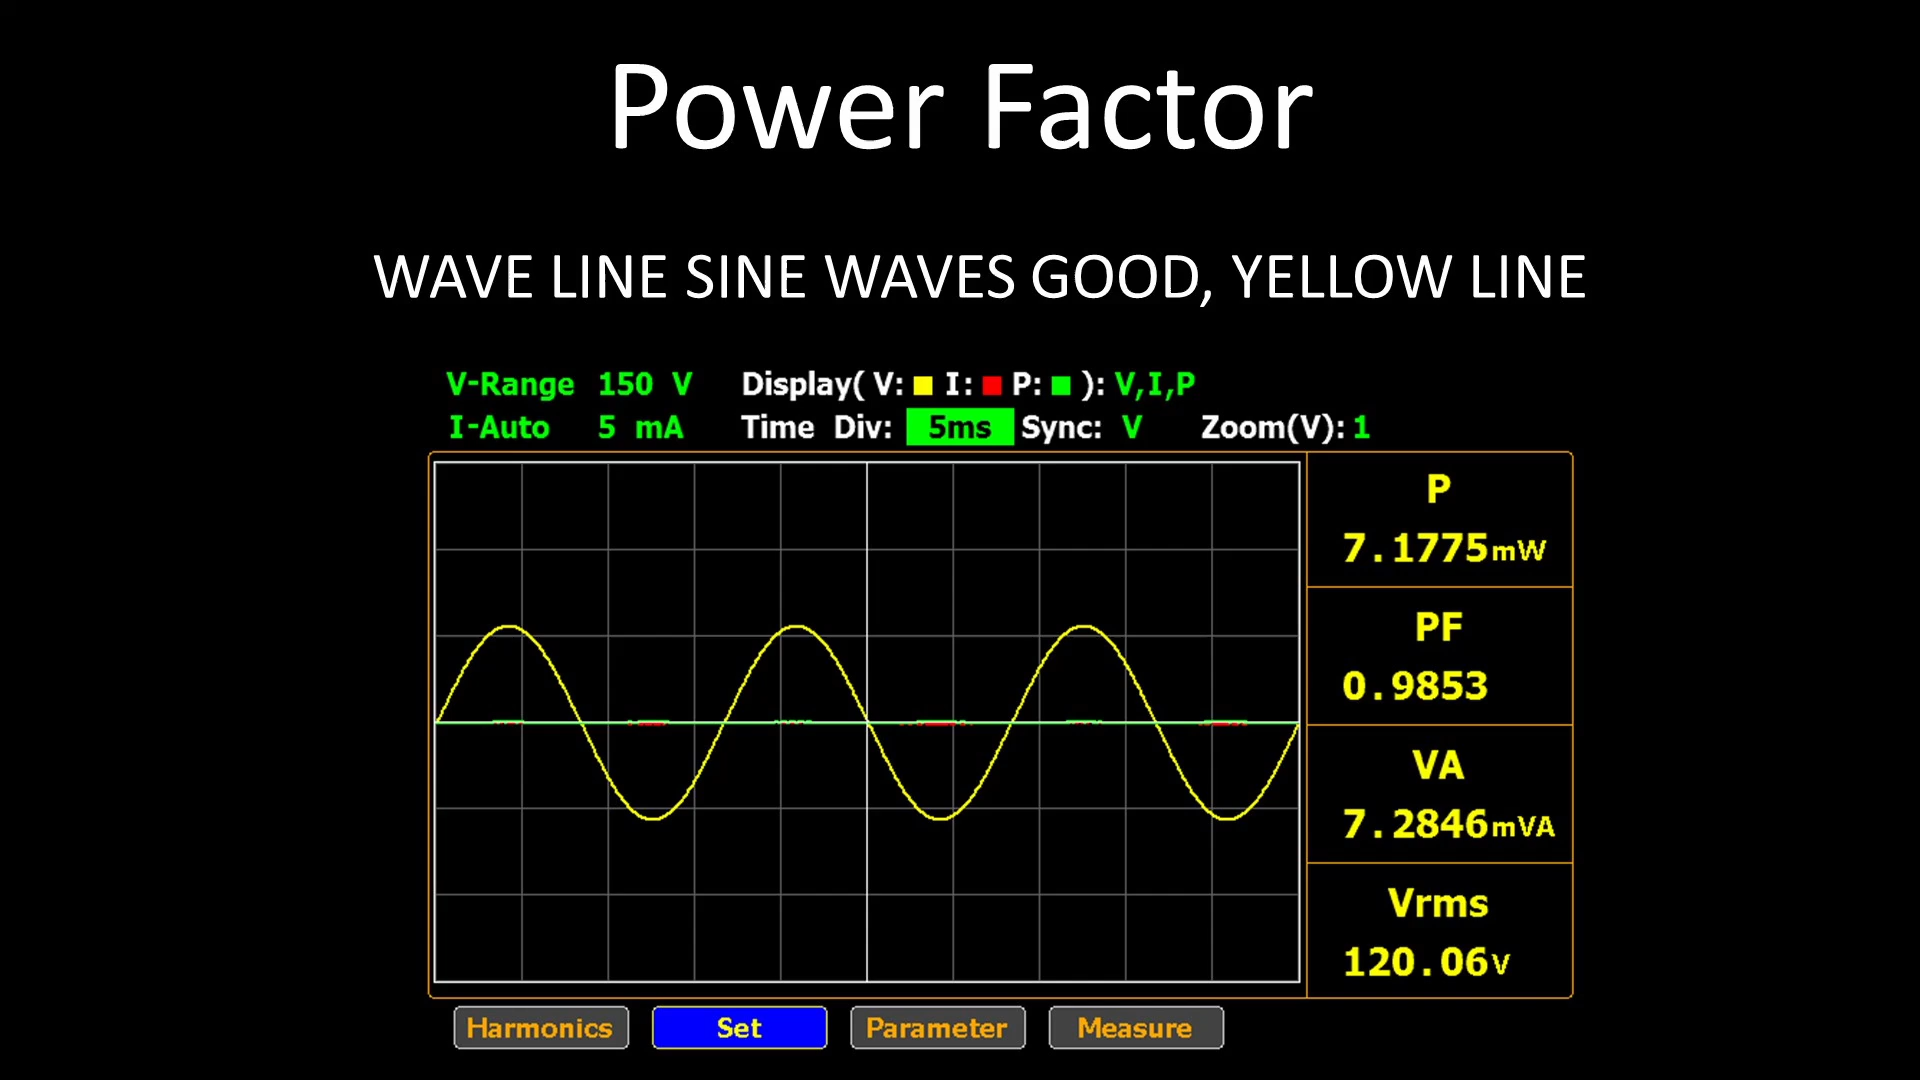 Power Factor
WAVE LINE SINE WAVES GOOD, YELLOW LINE
V-Range 150 V Display( V: I: P: ): V,I,P
I-Auto 5 mA Time Div: 5ms Sync: V Zoom(V): 1
P
7.1775mW
PF
0.9853
VA
7.2846mVA
Vrms
120.06V
Harmonics Set Parameter Measure